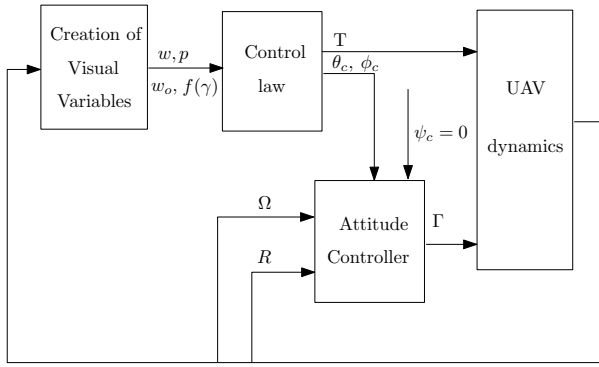 Creation of
Visual
Variables
w, p
w_o, f(γ)
Control
law
T
θ_c, ϕ_c
ψ_c = 0
UAV
dynamics
Ω
R
Attitude
Controller
Γ